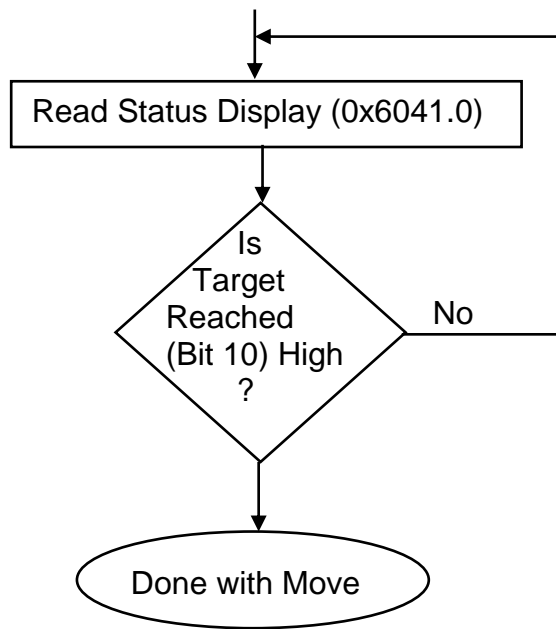 Read Status Display (0x6041.0)
Is
Target
Reached
(Bit 10) High
?
No
Done with Move